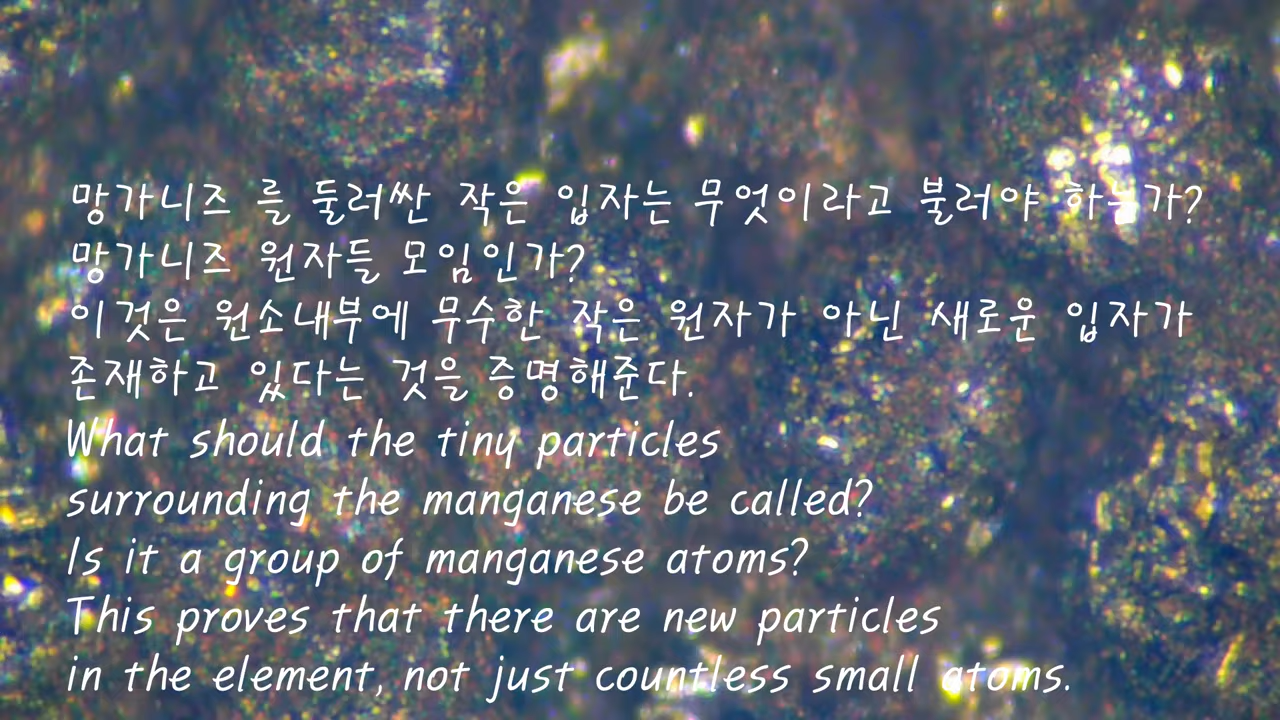 망가니즈 를 둘러싼 작은 입자는 무엇이라고 불러야 하는가?
망가니즈 원자들 모임인가?
이것은 원소내부에 무수한 작은 원자가 아닌 새로운 입자가
존재하고 있다는 것을 증명해준다.
What should the tiny particles
surrounding the manganese be called?
Is it a group of manganese atoms?
This proves that there are new particles
in the element, not just countless small atoms.